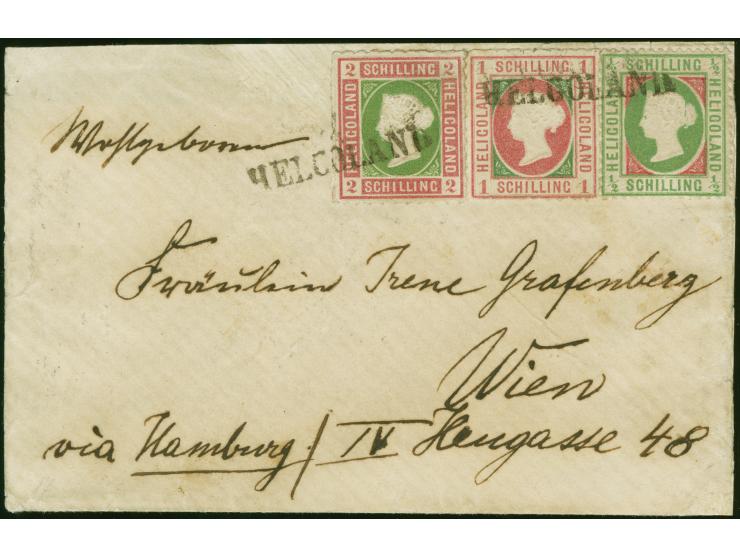 2 SCHILLING 2
HELIGOLAND
HELIGOLAND
2 SCHILLING 2
1 SCHILLING 1
HELIGOLAND
HELIGOLAND
1 SCHILLING 1
½ SCHILLING ½
HELIGOLAND
HELIGOLAND
½ SCHILLING ½
HELGOLAND
HELGOLAND
Wohlgeboren
Fräulein Irene Grafenberg
Wien
via Hamburg / IV Heugasse 48